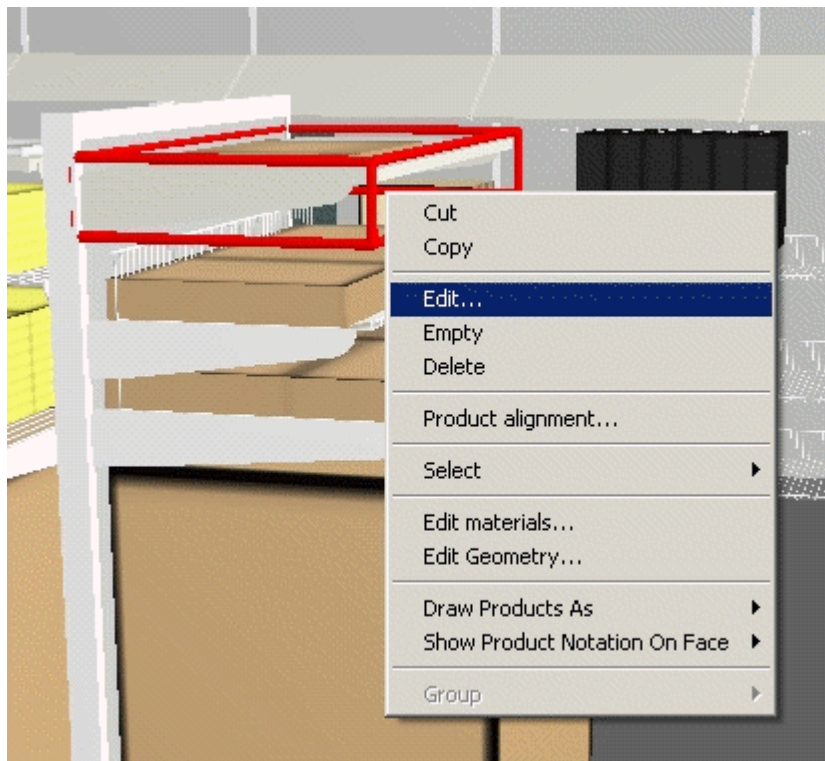 Cut
Copy
Edit...
Empty
Delete
Product alignment...
Select
Edit materials...
Edit Geometry...
Draw Products As
Show Product Notation On Face
Group